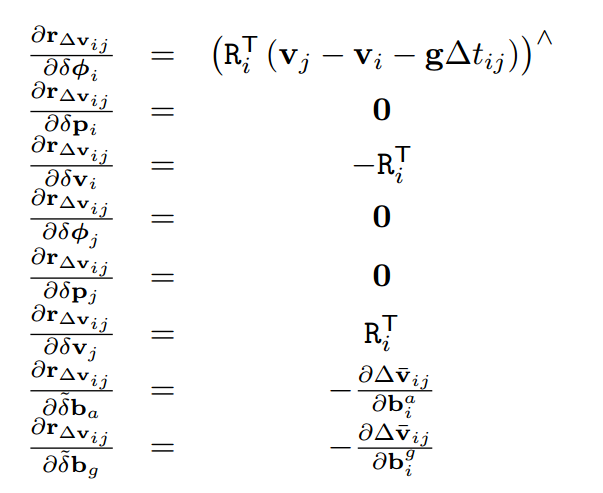 ∂r_{Δv_{ij}}/∂δϕ_i = (R_i^T (v_j − v_i − gΔt_{ij}))^∧
∂r_{Δv_{ij}}/∂δp_i = 0
∂r_{Δv_{ij}}/∂δv_i = −R_i^T
∂r_{Δv_{ij}}/∂δϕ_j = 0
∂r_{Δv_{ij}}/∂δp_j = 0
∂r_{Δv_{ij}}/∂δv_j = R_i^T
∂r_{Δv_{ij}}/∂δ̃b_a = −∂Δv̄_{ij}/∂b_i^a
∂r_{Δv_{ij}}/∂δ̃b_g = −∂Δv̄_{ij}/∂b_i^g